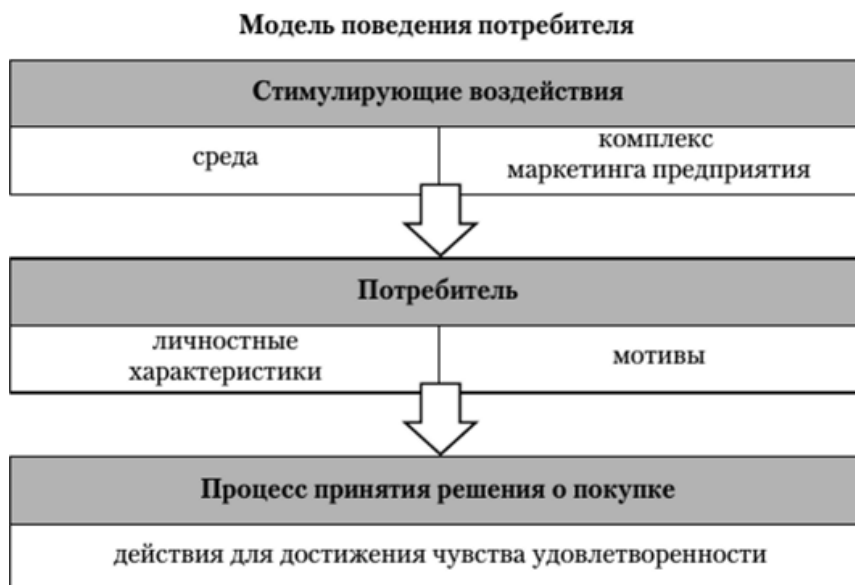 Модель поведения потребителя
Стимулирующие воздействия
среда
комплекс
маркетинга предприятия
Потребитель
личностные
характеристики
мотивы
Процесс принятия решения о покупке
действия для достижения чувства удовлетворенности